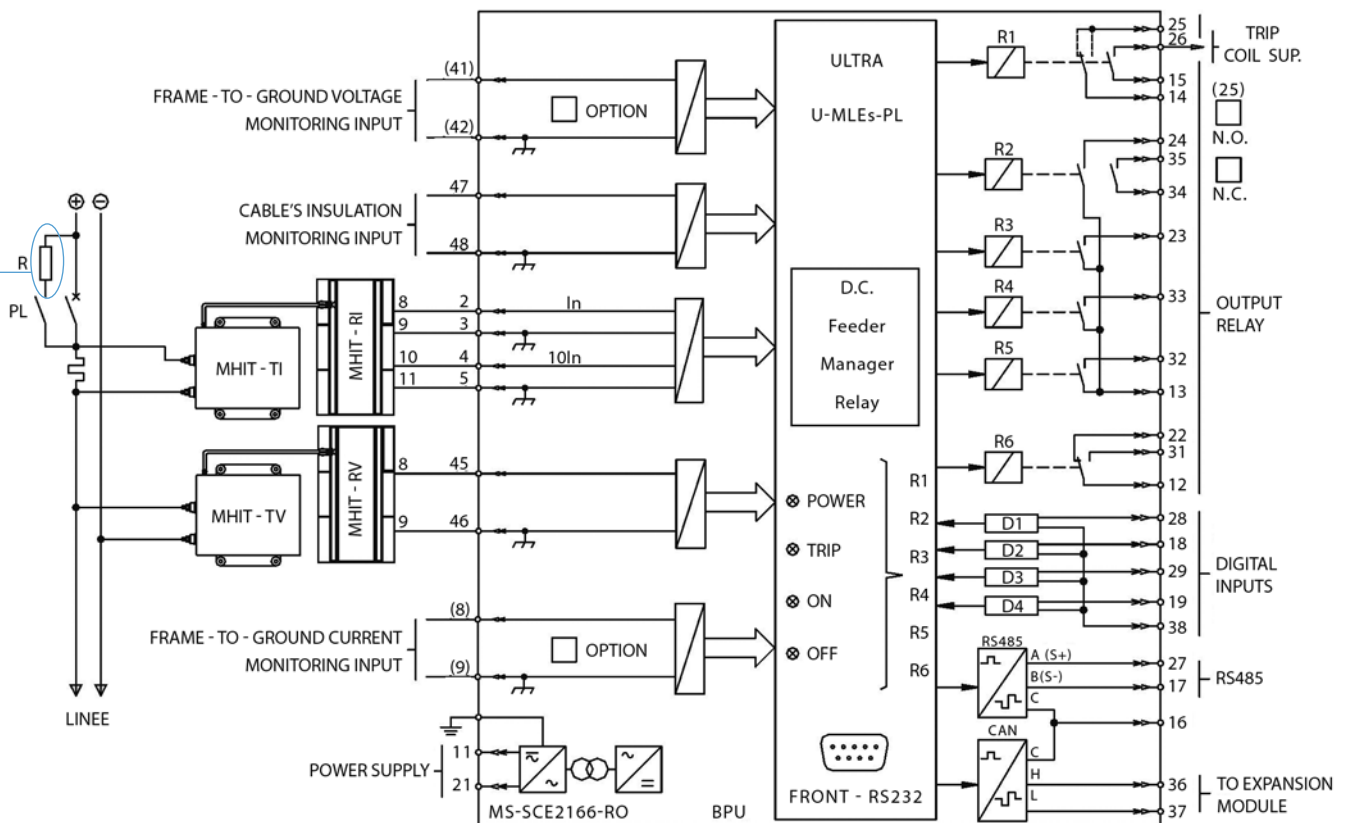 FRAME - TO - GROUND VOLTAGE
MONITORING INPUT
(41)
(42)
OPTION
CABLE'S INSULATION
MONITORING INPUT
47
48
R
PL
MHIT - TI
MHIT - RI
8
9
10
11
2
3
4
5
In
10In
MHIT - TV
MHIT - RV
8
9
45
46
FRAME - TO - GROUND CURRENT
MONITORING INPUT
(8)
(9)
OPTION
LINEE
POWER SUPPLY
11
21
MS-SCE2166-RO
BPU
ULTRA
U-MLEs-PL
D.C.
Feeder
Manager
Relay
POWER
TRIP
ON
OFF
R1
R2
R3
R4
R5
R6
FRONT - RS232
R1
R2
R3
R4
R5
R6
D1
D2
D3
D4
RS485
A (S+)
B(S-)
C
CAN
C
H
L
25
26
15
14
24
35
34
23
33
32
13
22
31
12
28
18
29
19
38
27
17
16
36
37
TRIP
COIL SUP.
(25)
N.O.
N.C.
OUTPUT
RELAY
DIGITAL
INPUTS
RS485
TO EXPANSION
MODULE